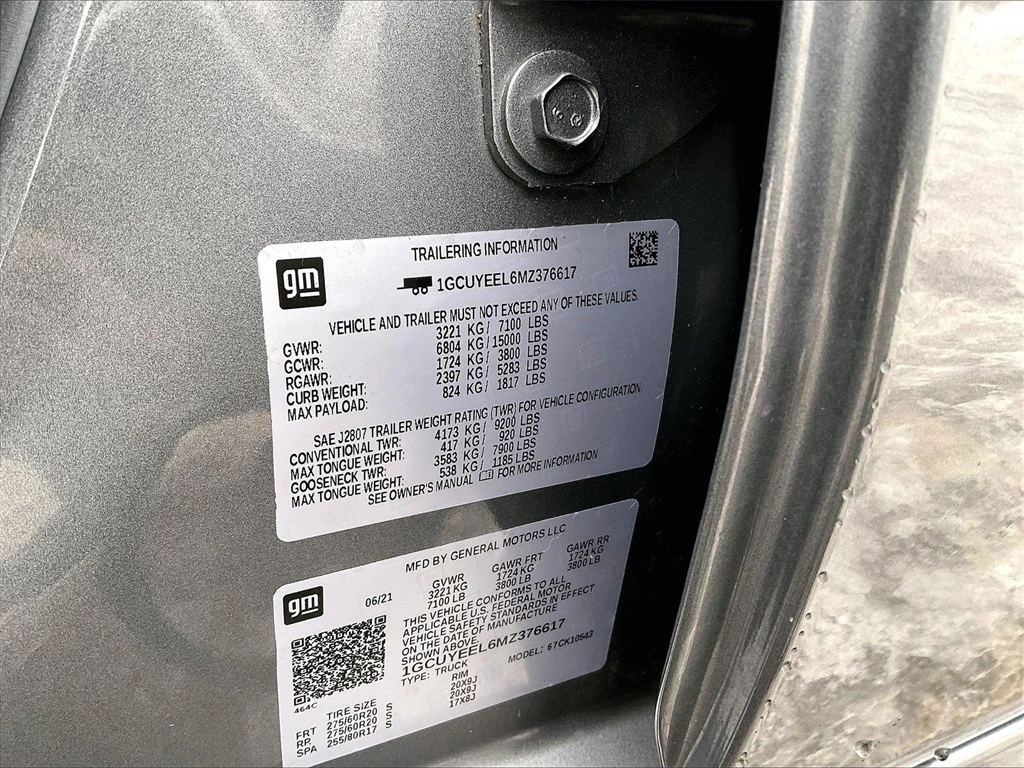 gm
TRAILERING INFORMATION
1GCUYEEL6MZ376617
VEHICLE AND TRAILER MUST NOT EXCEED ANY OF THESE VALUES.
GVWR: 3221 KG/ 7100 LBS
GCWR: 6804 KG/ 15000 LBS
RGAWR: 1724 KG/ 3800 LBS
CURB WEIGHT: 2397 KG/ 5283 LBS
MAX PAYLOAD: 824 KG/ 1817 LBS
SAE J2807 TRAILER WEIGHT RATING (TWR) FOR VEHICLE CONFIGURATION.
CONVENTIONAL TWR: 4173 KG/ 9200 LBS
MAX TONGUE WEIGHT: 417 KG/ 920 LBS
GOOSENECK TWR: 3583 KG/ 7900 LBS
MAX TONGUE WEIGHT: 538 KG/ 1185 LBS
SEE OWNER'S MANUAL FOR MORE INFORMATION
gm
MFD BY GENERAL MOTORS LLC
06/21
GVWR GAWR FRT GAWR RR
3221 KG 1724 KG 1724 KG
7100 LB 3800 LB 3800 LB
THIS VEHICLE CONFORMS TO ALL
APPLICABLE U.S. FEDERAL MOTOR
VEHICLE SAFETY STANDARDS IN EFFECT
ON THE DATE OF MANUFACTURE
SHOWN ABOVE.
1GCUYEEL6MZ376617
TYPE: TRUCK MODEL: 67CK10543
464C
TIRE SIZE RIM
FRT 275/60R20 S 20X9J
RR 275/60R20 S 20X9J
SPA 255/80R17 S 17X8J